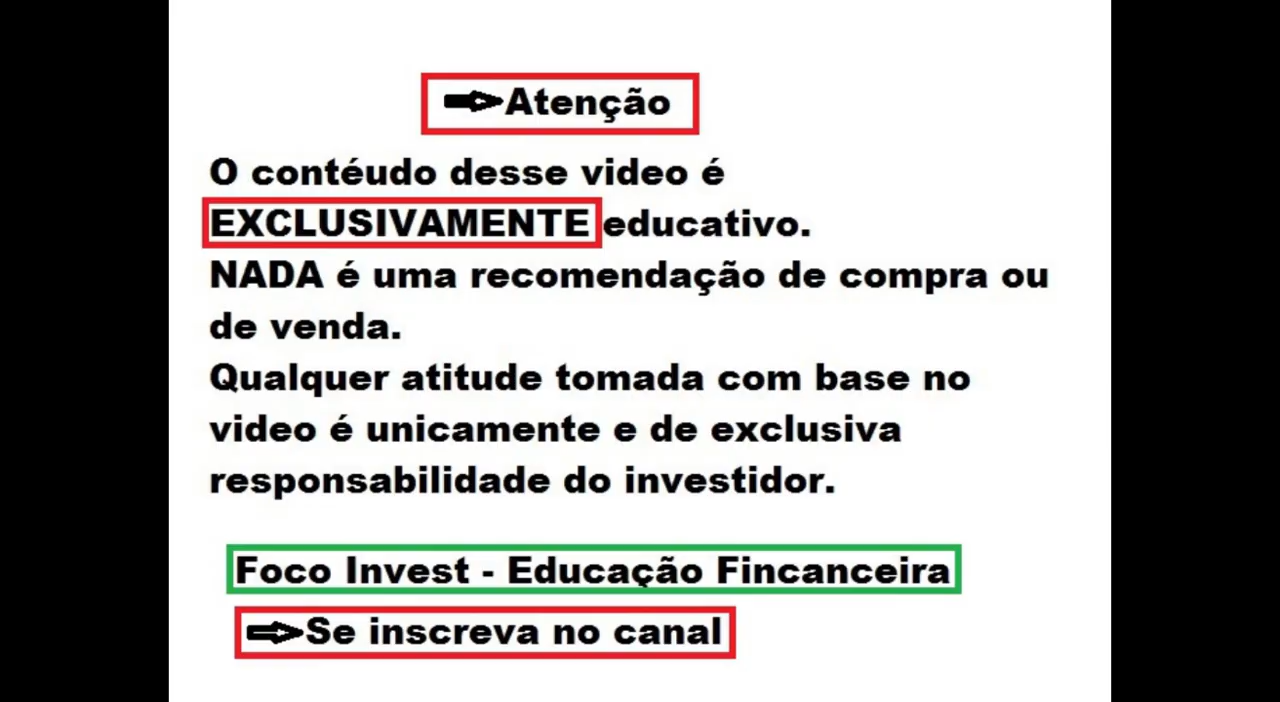 Atenção
O contéudo desse video é
EXCLUSIVAMENTE educativo.
NADA é uma recomendação de compra ou
de venda.
Qualquer atitude tomada com base no
video é unicamente e de exclusiva
responsabilidade do investidor.
Foco Invest - Educação Fincanceira
Se inscreva no canal